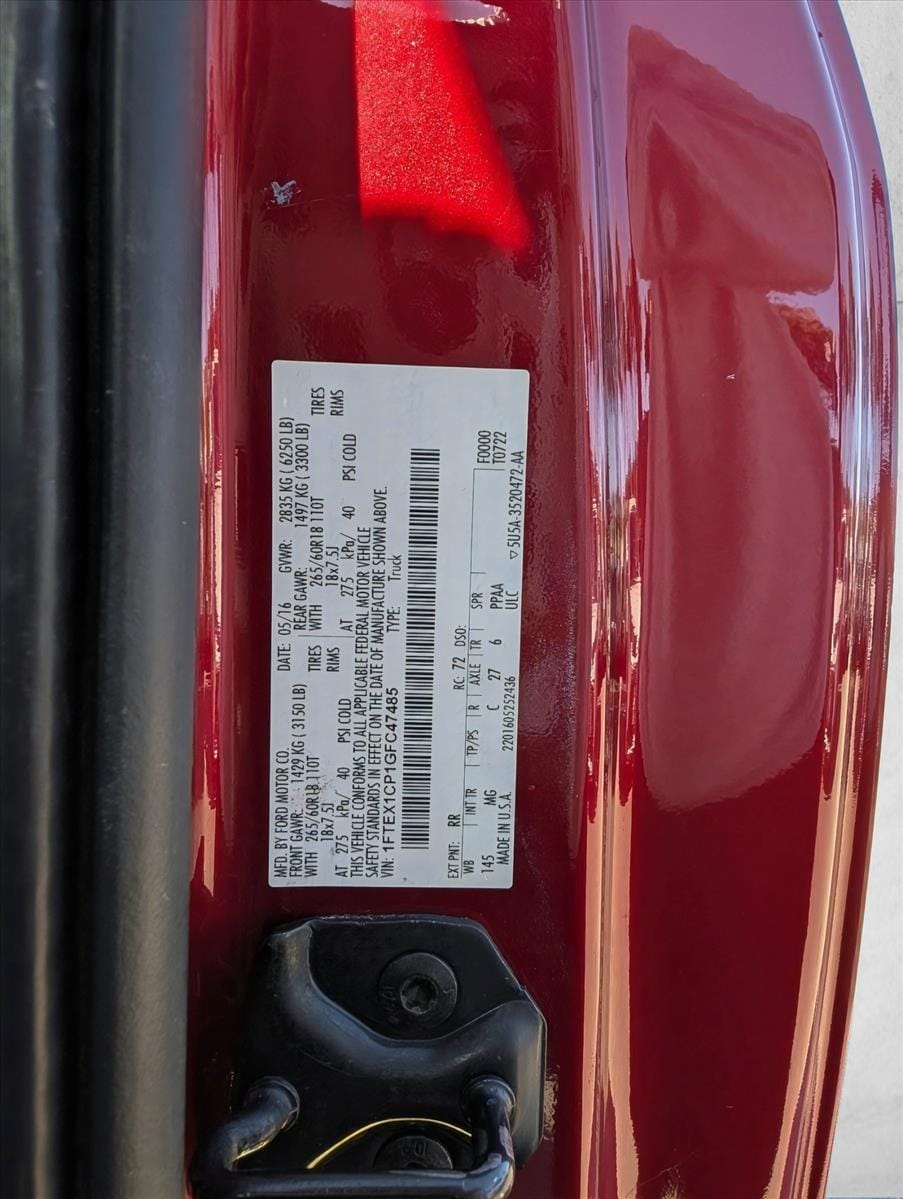 MFD. BY FORD MOTOR CO.
DATE: 05/16 GVWR: 2835 KG ( 6250 LB)
FRONT GAWR: 1429 KG ( 3150 LB) REAR GAWR: 1497 KG ( 3300 LB)
WITH 265/60R18 110T TIRES WITH 265/60R18 110T TIRES
18x7.5J RIMS 18x7.5J RIMS
AT 275 kPa/ 40 PSI COLD AT 275 kPa/ 40 PSI COLD
THIS VEHICLE CONFORMS TO ALL APPLICABLE FEDERAL MOTOR VEHICLE
SAFETY STANDARDS IN EFFECT ON THE DATE OF MANUFACTURE SHOWN ABOVE.
VIN: 1FTEX1CP1GFC47485 TYPE: Truck
EXT PNT: RR RC: 72 DSO: F0000
WB INT TR TP/PS R AXLE TR SPR T0722
145 MG C 27 6 PPAA
MADE IN U.S.A. 2201605252436 ULC ▽5U5A-3520472-AA